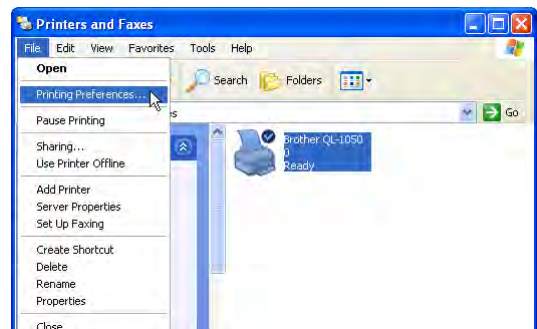 Printers and Faxes
File Edit View Favorites Tools Help
Open
Search Folders
Printing Preferences...
Go
Pause Printing
Brother QL-1050
0
Ready
Sharing...
Use Printer Offline
Add Printer
Server Properties
Set Up Faxing
Create Shortcut
Delete
Rename
Properties
Close